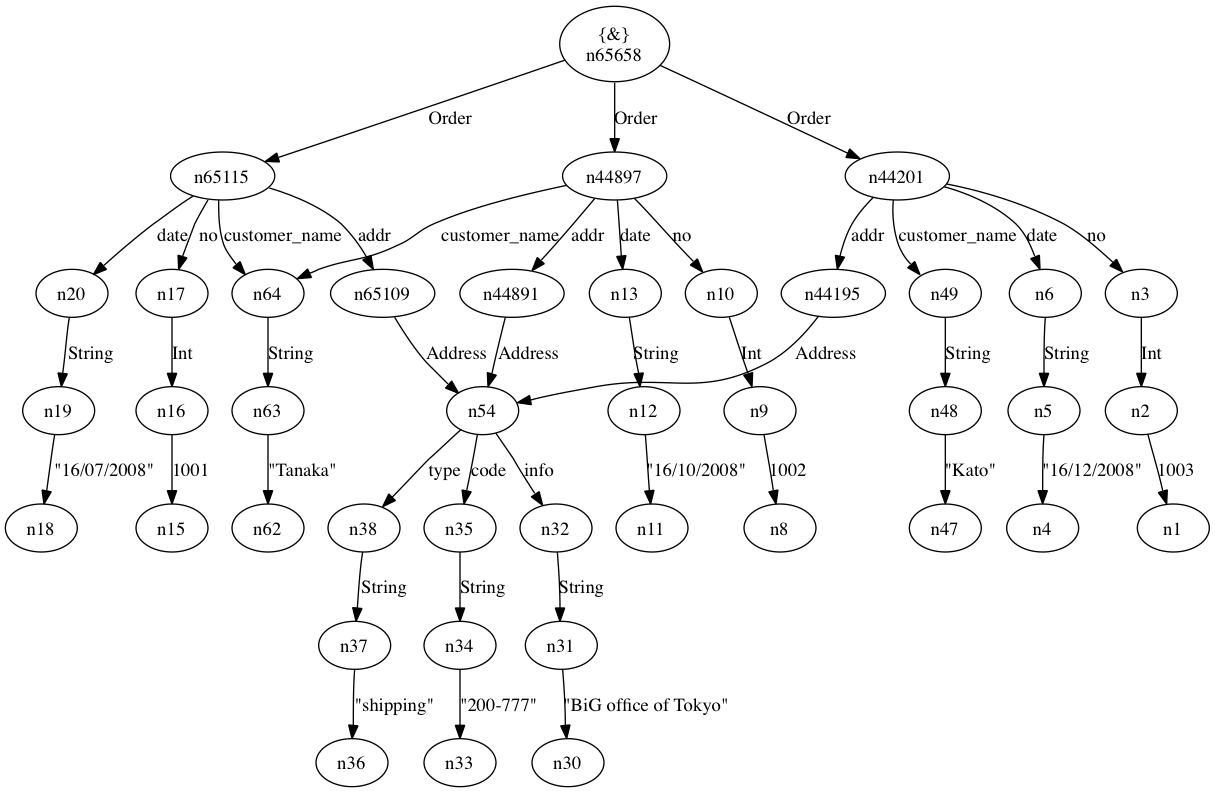 {&}
n65658
Order
Order
Order
n65115
n44897
n44201
date
no
customer_name
addr
customer_name
addr
date
no
addr
customer_name
date
no
n20
n17
n64
n65109
n44891
n13
n10
n44195
n49
n6
n3
String
Int
String
Address
Address
String
Int
Address
String
String
Int
n19
n16
n63
n54
n12
n9
n48
n5
n2
"16/07/2008"
1001
"Tanaka"
type
code
info
"16/10/2008"
1002
"Kato"
"16/12/2008"
1003
n18
n15
n62
n38
n35
n32
n11
n8
n47
n4
n1
String
String
String
n37
n34
n31
"shipping"
"200-777"
"BiG office of Tokyo"
n36
n33
n30